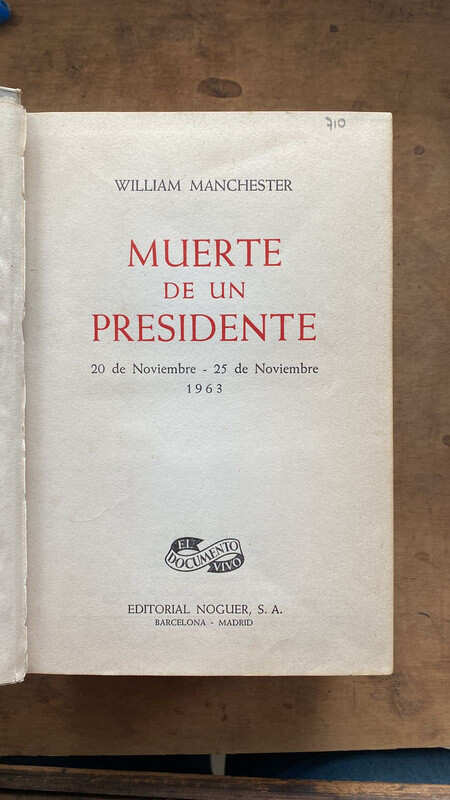 710
WILLIAM MANCHESTER
MUERTE
DE UN
PRESIDENTE
20 de Noviembre - 25 de Noviembre
1963
EL
DOCUMENTO
VIVO
EDITORIAL NOGUER, S. A.
BARCELONA - MADRID